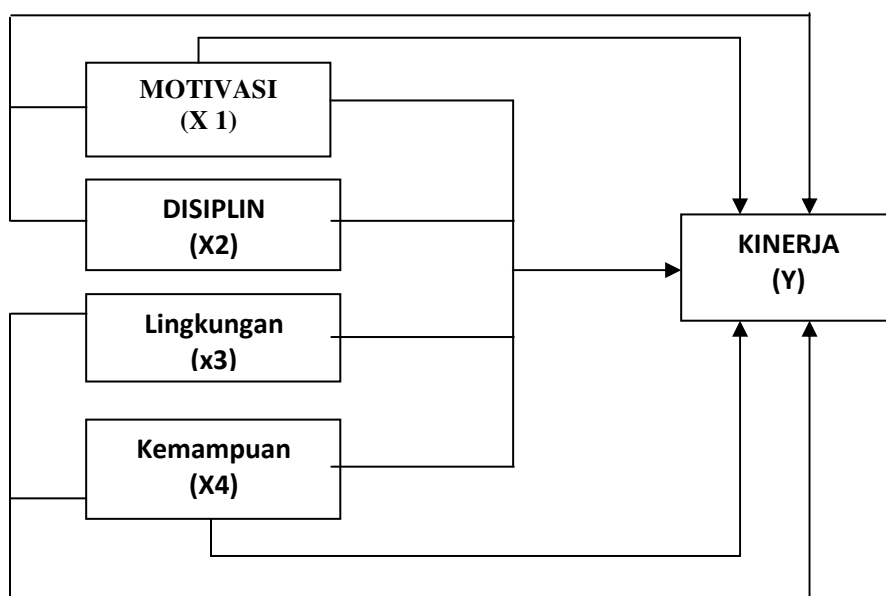 MOTIVASI
(X 1)
DISIPLIN
(X2)
KINERJA
(Y)
Lingkungan
(x3)
Kemampuan
(X4)